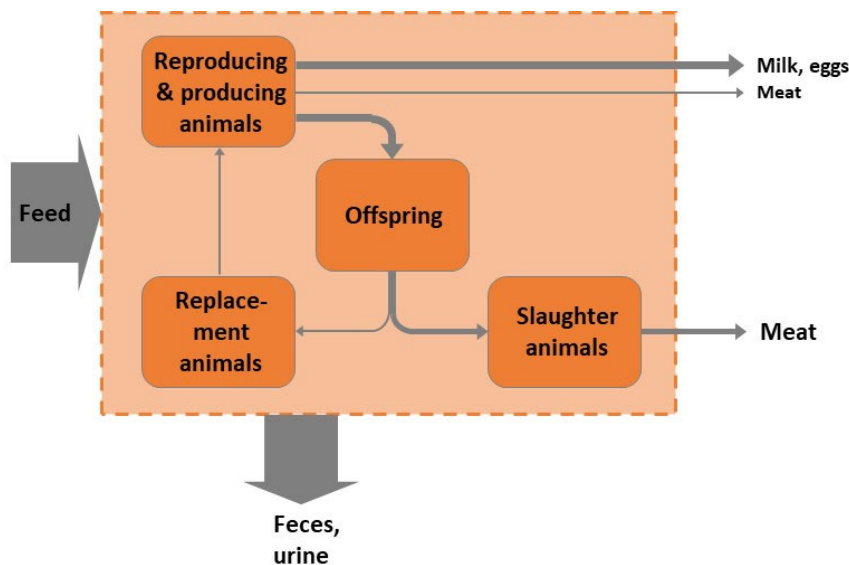 Reproducing
& producing
animals
Milk, eggs
Meat
Feed
Offspring
Replace-
ment
animals
Slaughter
animals
Meat
Feces,
urine